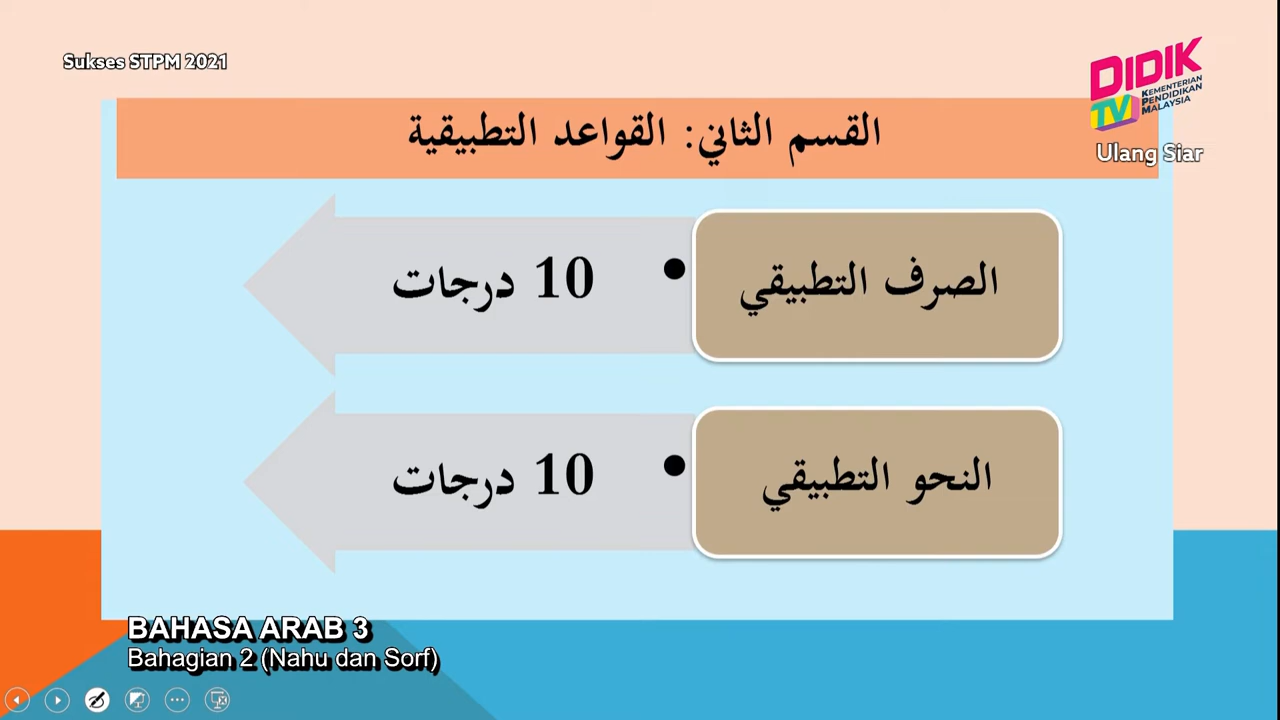 Sukses STPM 2021
DIDIK
TV
KEMENTERIAN
PENDIDIKAN
MALAYSIA
Ulang Siar
القسم الثاني: القواعد التطبيقية
الصرف التطبيقي
• 10 درجات
النحو التطبيقي
• 10 درجات
BAHASA ARAB 3
Bahagian 2 (Nahu dan Sorf)